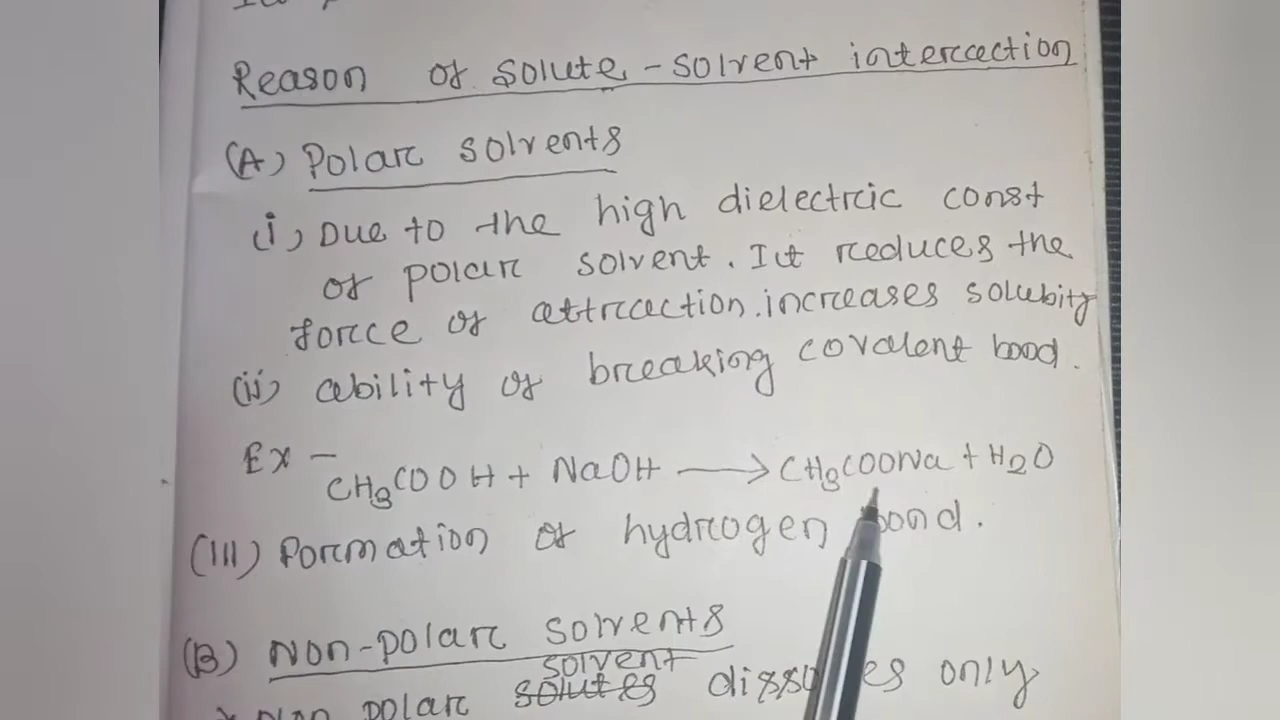 Reason of solute - solvent interaction
(A) Polar solvents
(i) Due to the high dielectric const
of polar solvent. It reduces the
force of attraction. increases solubity
(ii) ability of breaking covalent bond.
Ex - CH3COOH + NaOH → CH3COONa + H2O
(III) Formation of hydrogen bond.
(B) Non-polar solvents
solvent
polar solutes dissolves only